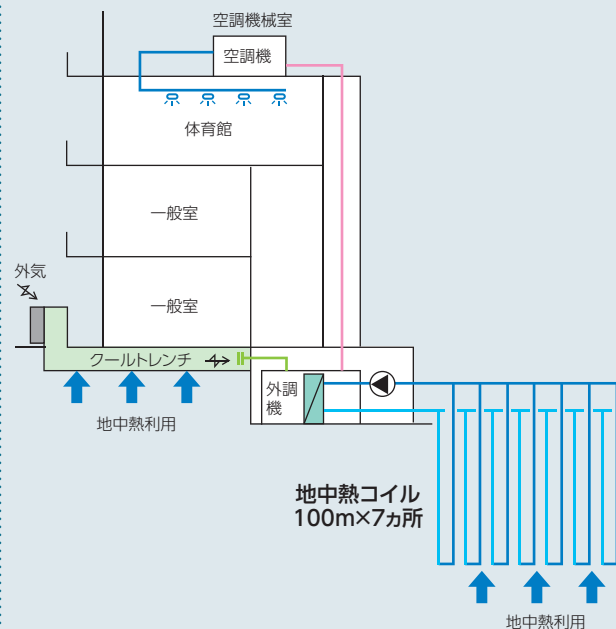 空調機械室
空調機
体育館
一般室
外気
一般室
クールトレンチ
地中熱利用
外調
機
地中熱コイル
100m×7ヵ所
地中熱利用